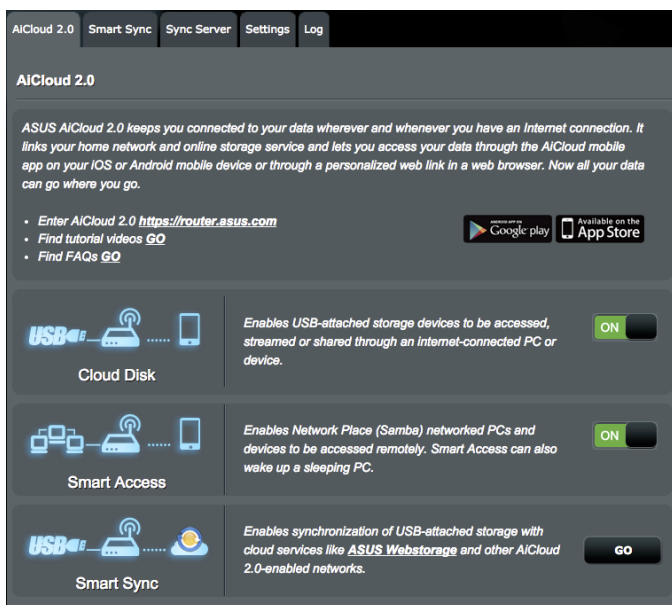 AiCloud 2.0 Smart Sync Sync Server Settings Log
AiCloud 2.0
ASUS AiCloud 2.0 keeps you connected to your data wherever and whenever you have an Internet connection. It
links your home network and online storage service and lets you access your data through the AiCloud mobile
app on your iOS or Android mobile device or through a personalized web link in a web browser. Now all your data
can go where you go.
• Enter AiCloud 2.0 https://router.asus.com
• Find tutorial videos GO
• Find FAQs GO
ANDROID APP ON
Google play
Available on the
App Store
USB
Cloud Disk
Enables USB-attached storage devices to be accessed,
streamed or shared through an internet-connected PC or
device.
ON
Smart Access
Enables Network Place (Samba) networked PCs and
devices to be accessed remotely. Smart Access can also
wake up a sleeping PC.
ON
USB
Smart Sync
Enables synchronization of USB-attached storage with
cloud services like ASUS Webstorage and other AiCloud
2.0-enabled networks.
GO